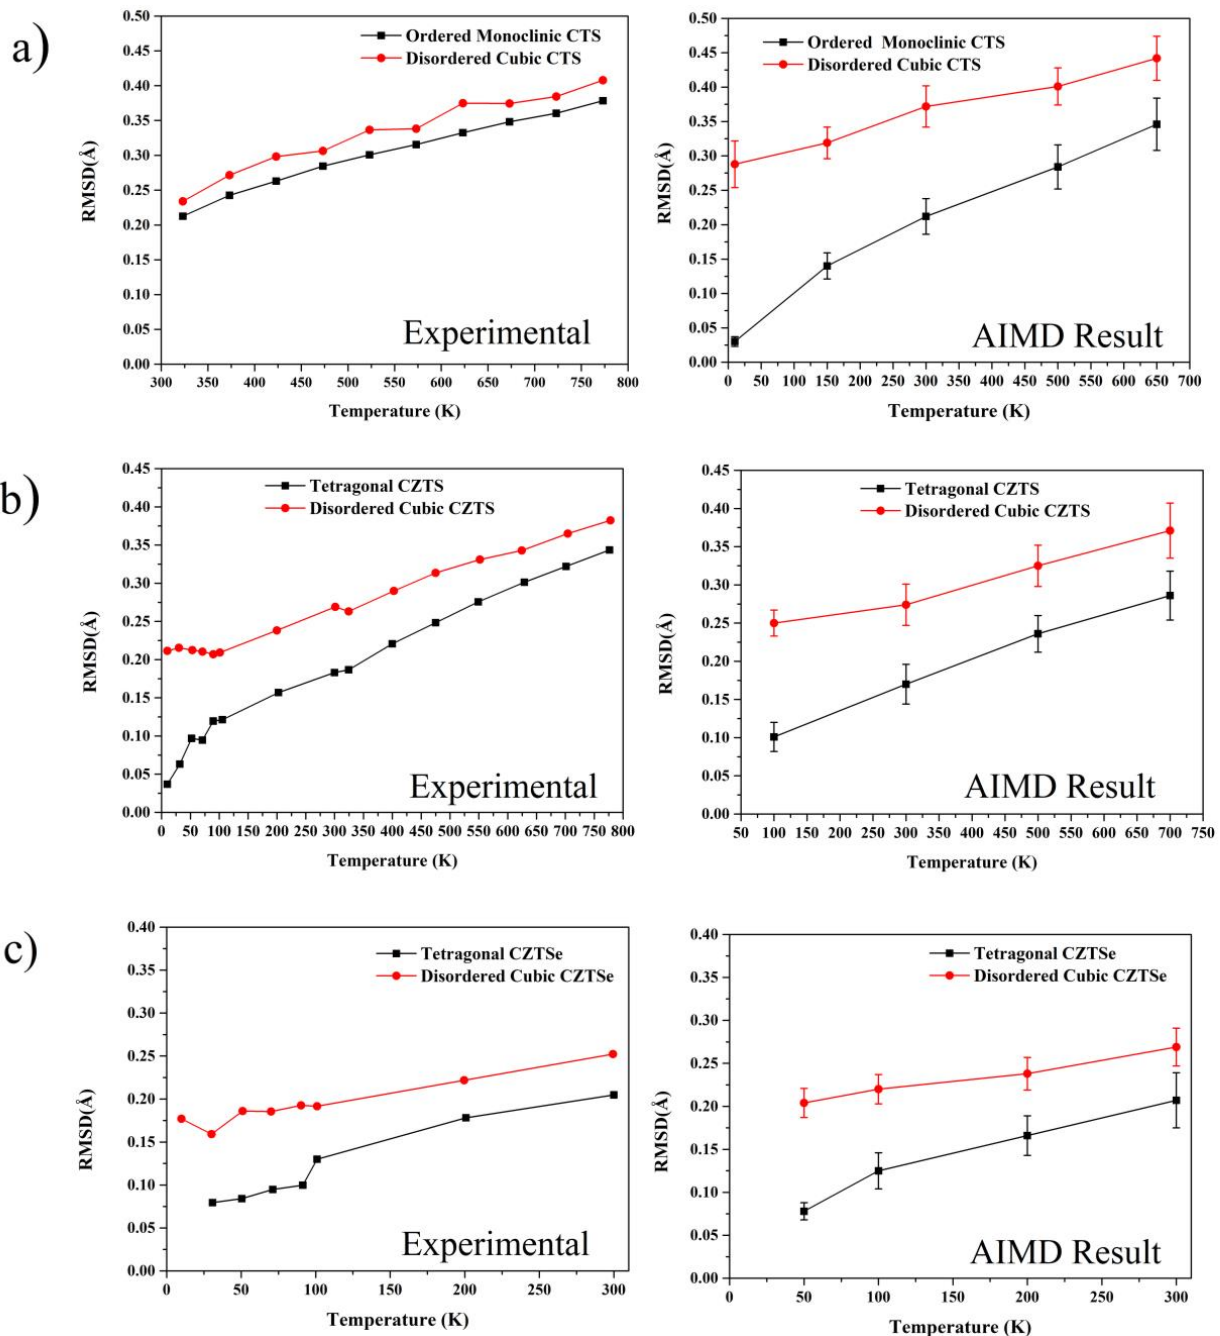 a)
0.50
0.45
0.40
0.35
0.30
0.25
0.20
0.15
0.10
0.05
0.00
RMSD(Å)
Ordered Monoclinic CTS
Disordered Cubic CTS
Experimental
300 350 400 450 500 550 600 650 700 750 800
Temperature (K)
0.50
0.45
0.40
0.35
0.30
0.25
0.20
0.15
0.10
0.05
0.00
RMSD(Å)
Ordered Monoclinic CTS
Disordered Cubic CTS
AIMD Result
0 50 100 150 200 250 300 350 400 450 500 550 600 650 700
Temperature (K)
b)
0.45
0.40
0.35
0.30
0.25
0.20
0.15
0.10
0.05
0.00
RMSD(Å)
Tetragonal CZTS
Disordered Cubic CZTS
Experimental
0 50 100 150 200 250 300 350 400 450 500 550 600 650 700 750 800
Temperature (K)
0.45
0.40
0.35
0.30
0.25
0.20
0.15
0.10
0.05
0.00
RMSD(Å)
Tetragonal CZTS
Disordered Cubic CZTS
AIMD Result
50 100 150 200 250 300 350 400 450 500 550 600 650 700 750
Temperature (K)
c)
0.40
0.35
0.30
0.25
0.20
0.15
0.10
0.05
0.00
RMSD(Å)
Tetragonal CZTSe
Disordered Cubic CZTSe
Experimental
0 50 100 150 200 250 300
Temperature (K)
0.40
0.35
0.30
0.25
0.20
0.15
0.10
0.05
0.00
RMSD(Å)
Tetragonal CZTSe
Disordered Cubic CZTSe
AIMD Result
0 50 100 150 200 250 300
Temperature (K)